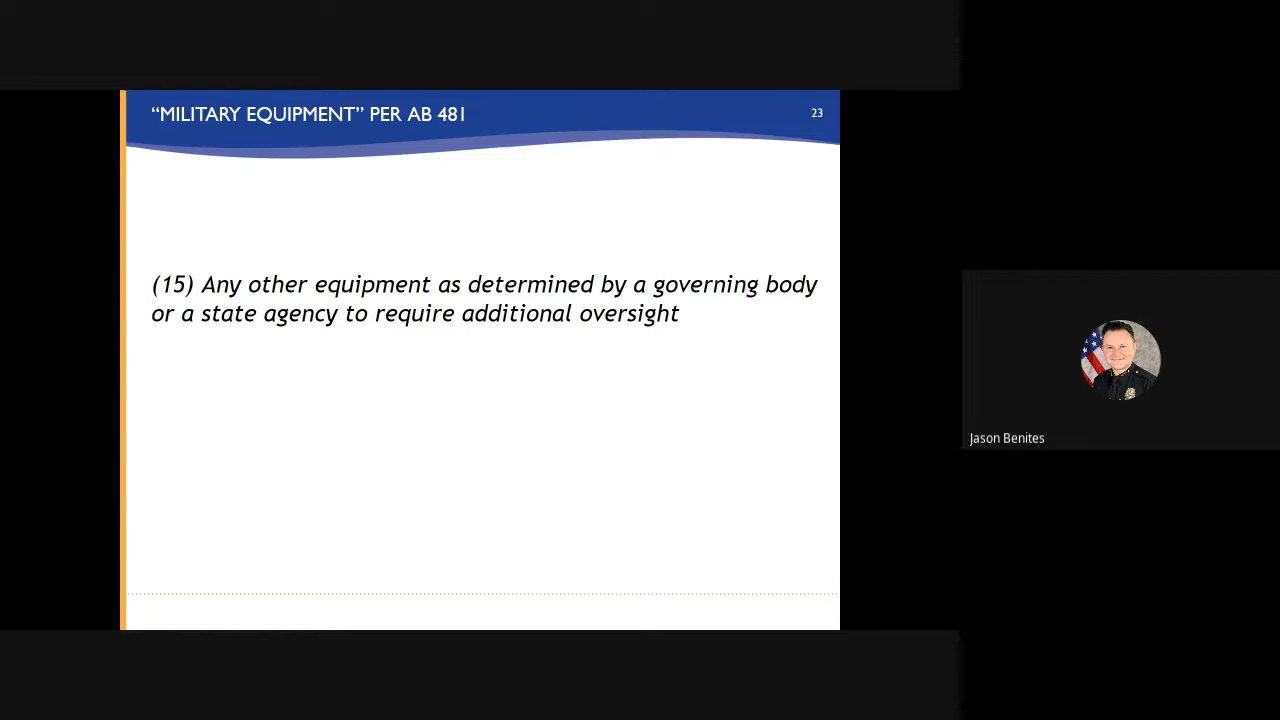 “MILITARY EQUIPMENT” PER AB 481
23
(15) Any other equipment as determined by a governing body
or a state agency to require additional oversight
Jason Benites